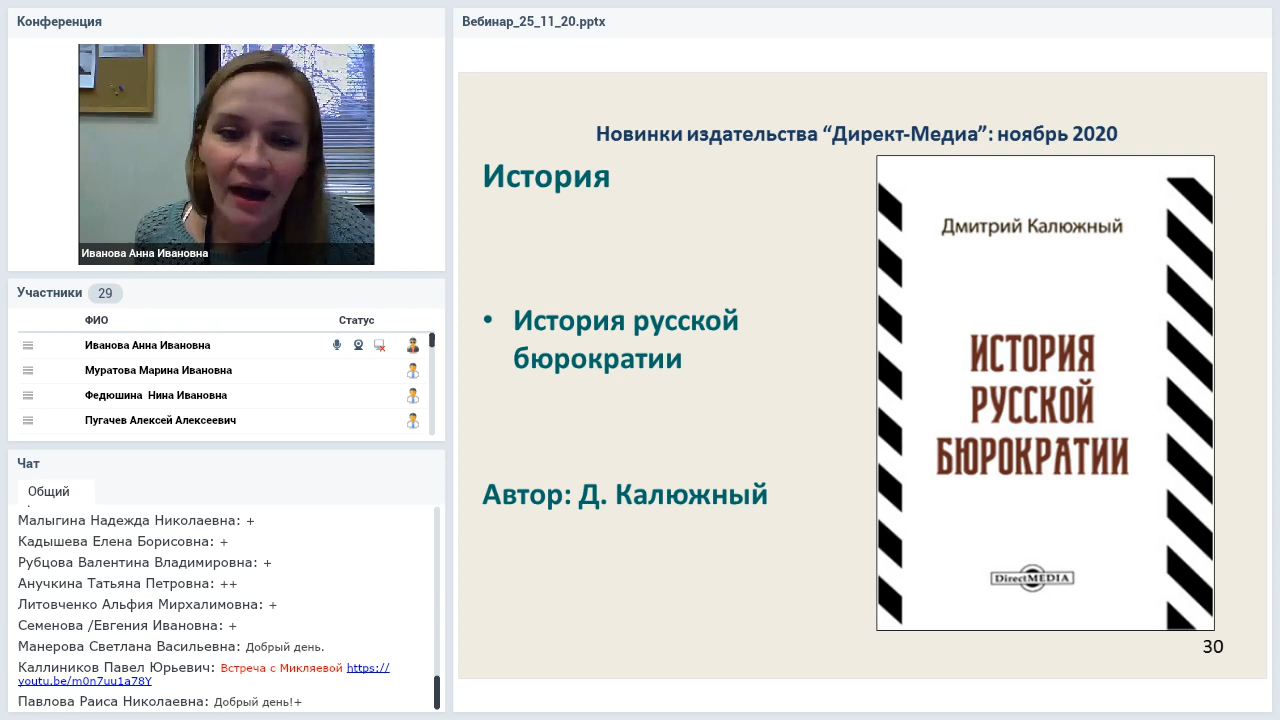 Конференция
Иванова Анна Ивановна
Участники 29
ФИО Статус
Иванова Анна Ивановна
Муратова Марина Ивановна
Федюшина Нина Ивановна
Пугачев Алексей Алексеевич
Чат
Общий
Малыгина Надежда Николаевна: +
Кадышева Елена Борисовна: +
Рубцова Валентина Владимировна: +
Анучкина Татьяна Петровна: ++
Литовченко Альфия Мирхалимовна: +
Семенова /Евгения Ивановна: +
Манерова Светлана Васильевна: Добрый день.
Каллиников Павел Юрьевич: Встреча с Микляевой https://
youtu.be/m0n7uu1a78Y
Павлова Раиса Николаевна: Добрый день!+
Вебинар_25_11_20.pptx
Новинки издательства “Директ-Медиа”: ноябрь 2020
История
• История русской
бюрократии
Автор: Д. Калюжный
Дмитрий Калюжный
ИСТОРИЯ
РУССКОЙ
БЮРОКРАТИИ
DirectMEDIA
30